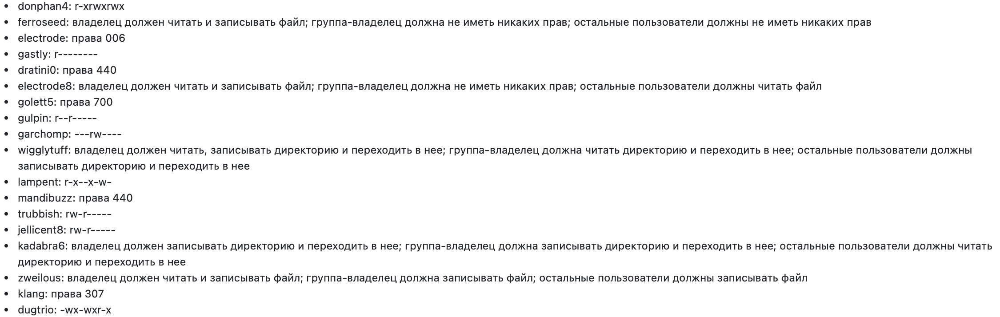 • donphan4: r-xrwxrwx
• ferroseed: владелец должен читать и записывать файл; группа-владелец должна не иметь никаких прав; остальные пользователи должны не иметь никаких прав
• electrode: права 006
• gastly: r--------
• dratini0: права 440
• electrode8: владелец должен читать и записывать файл; группа-владелец должна не иметь никаких прав; остальные пользователи должны читать файл
• golett5: права 700
• gulpin: r--r-----
• garchomp: ---rw----
• wigglytuff: владелец должен читать, записывать директорию и переходить в нее; группа-владелец должна читать директорию и переходить в нее; остальные пользователи должны
записывать директорию и переходить в нее
• lampent: r-x--x-w-
• mandibuzz: права 440
• trubbish: rw-r-----
• jellicent8: rw-r-----
• kadabra6: владелец должен записывать директорию и переходить в нее; группа-владелец должна записывать директорию и переходить в нее; остальные пользователи должны читать
директорию и переходить в нее
• zweilous: владелец должен читать и записывать файл; группа-владелец должна записывать файл; остальные пользователи должны записывать файл
• klang: права 307
• dugtrio: -wx-wxr-x